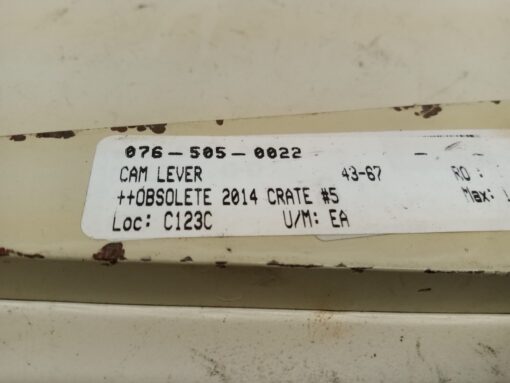 076-505-0022 - -
CAM LEVER 43-67 RO :
++OBSOLETE 2014 CRATE #5 Max:
Loc: C123C U/M: EA